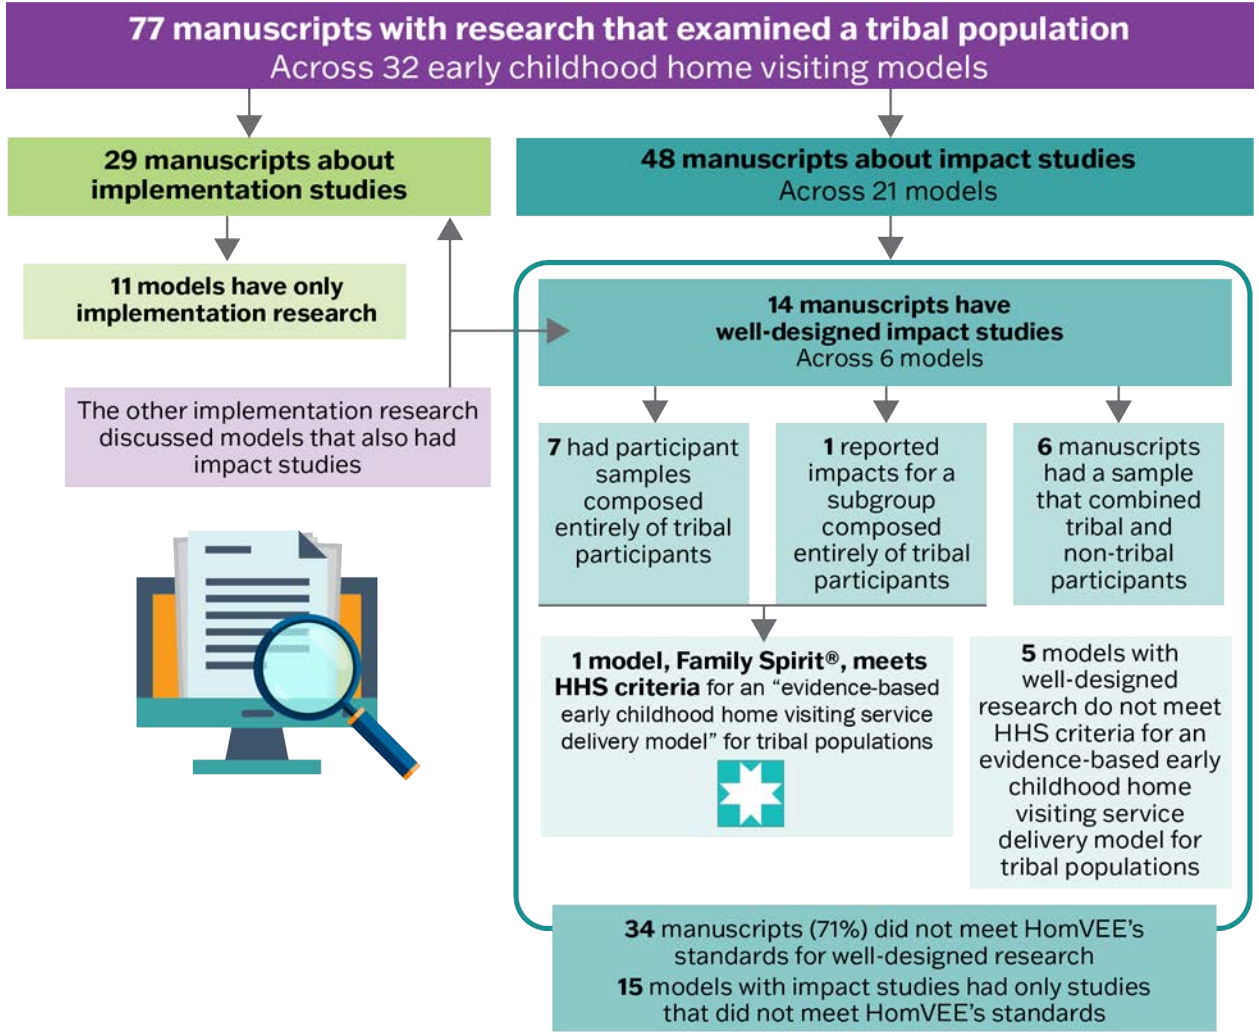 77 manuscripts with research that examined a tribal population
Across 32 early childhood home visiting models
29 manuscripts about
implementation studies
11 models have only
implementation research
The other implementation research
discussed models that also had
impact studies
48 manuscripts about impact studies
Across 21 models
14 manuscripts have
well-designed impact studies
Across 6 models
7 had participant
samples
composed
entirely of tribal
participants
1 reported
impacts for a
subgroup
composed
entirely of tribal
participants
6 manuscripts
had a sample
that combined
tribal and
non-tribal
participants
1 model, Family Spirit®, meets
HHS criteria for an “evidence-based
early childhood home visiting service
delivery model” for tribal populations
5 models with
well-designed
research do not meet
HHS criteria for an
evidence-based early
childhood home
visiting service
delivery model for
tribal populations
34 manuscripts (71%) did not meet HomVEE’s
standards for well-designed research
15 models with impact studies had only studies
that did not meet HomVEE’s standards